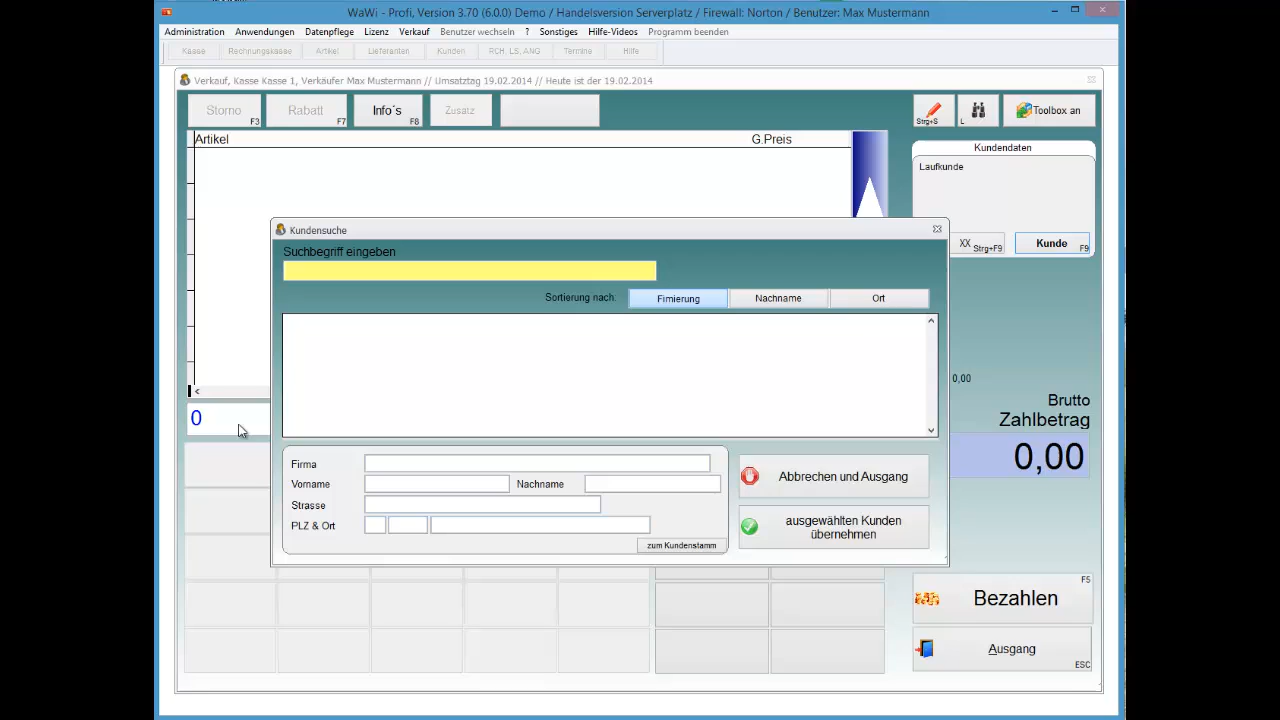 WaWi - Profi, Version 3.70 (6.0.0) Demo / Handelsversion Serverplatz / Firewall: Norton / Benutzer: Max Mustermann
Administration Anwendungen Datenpflege Lizenz Verkauf Benutzer wechseln ? Sonstiges Hilfe-Videos Programm beenden
Kasse Rechnungskasse Artikel Lieferanten Kunden RCH, LS, ANG Termine Hilfe
Verkauf, Kasse Kasse 1, Verkäufer Max Mustermann // Umsatztag 19.02.2014 // Heute ist der 19.02.2014
Storno F3 Rabatt F7 Info´s F8 Zusatz Strg+S L Toolbox an
Artikel G.Preis
Kundendaten
Laufkunde
XX Strg+F9 Kunde F9
Kundensuche
Suchbegriff eingeben
Sortierung nach: Firmierung Nachname Ort
0,00
Brutto
Zahlbetrag
0
0,00
Firma
Vorname Nachname
Strasse
PLZ & Ort
zum Kundenstamm
Abbrechen und Ausgang
ausgewählten Kunden
übernehmen
Bezahlen F5
Ausgang ESC